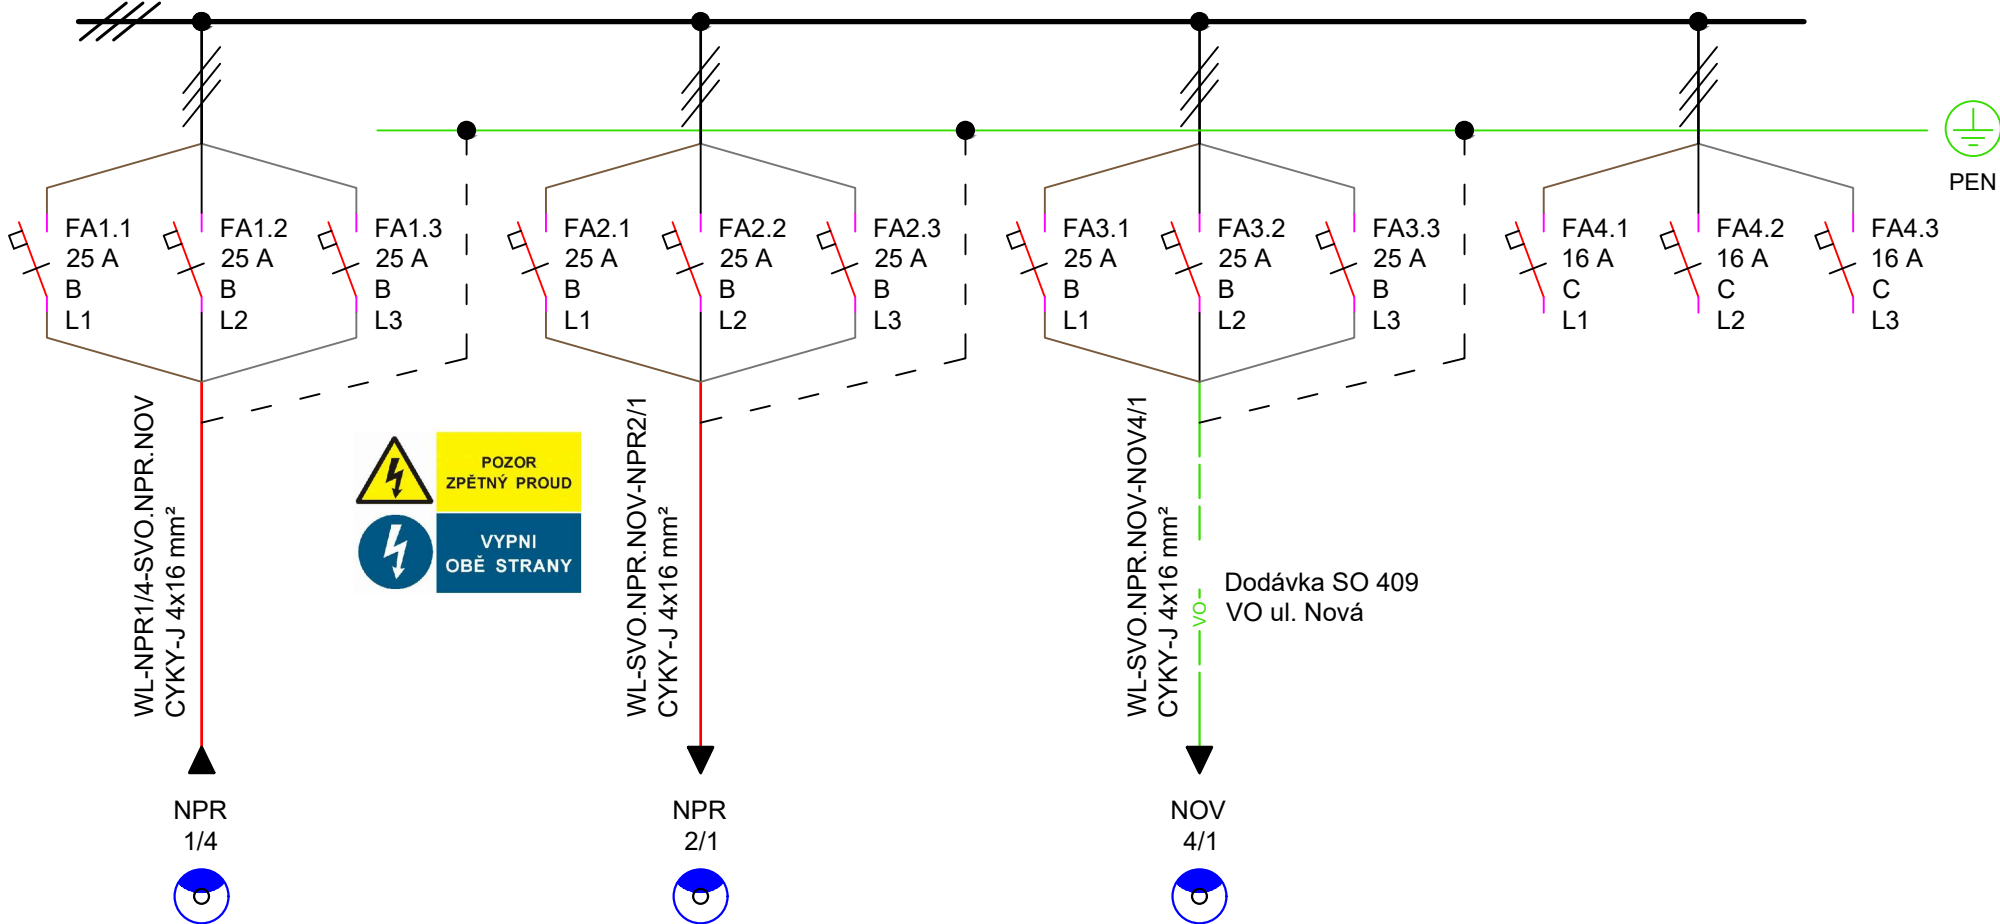 PEN
FA1.1
25 A
B
L1
FA1.2
25 A
B
L2
FA1.3
25 A
B
L3
FA2.1
25 A
B
L1
FA2.2
25 A
B
L2
FA2.3
25 A
B
L3
FA3.1
25 A
B
L1
FA3.2
25 A
B
L2
FA3.3
25 A
B
L3
FA4.1
16 A
C
L1
FA4.2
16 A
C
L2
FA4.3
16 A
C
L3
WL-NPR1/4-SVO.NPR.NOV
CYKY-J 4x16 mm²
POZOR
ZPĚTNÝ PROUD
VYPNI
OBĚ STRANY
WL-SVO.NPR.NOV-NPR2/1
CYKY-J 4x16 mm²
WL-SVO.NPR.NOV-NOV4/1
CYKY-J 4x16 mm²
VO
Dodávka SO 409
VO ul. Nová
NPR
1/4
NPR
2/1
NOV
4/1